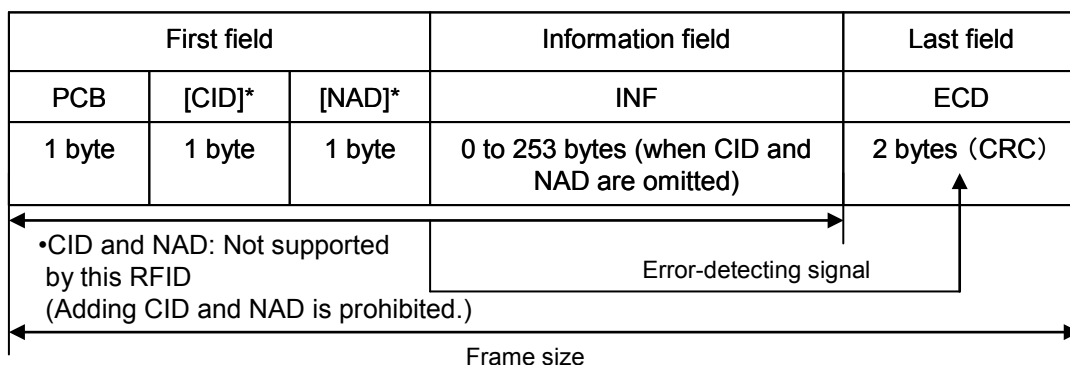 First field Information field Last field
PCB [CID]* [NAD]* INF ECD
1 byte 1 byte 1 byte 0 to 253 bytes (when CID and 2 bytes（CRC）
NAD are omitted)
•CID and NAD: Not supported
by this RFID
(Adding CID and NAD is prohibited.)
Error-detecting signal
Frame size